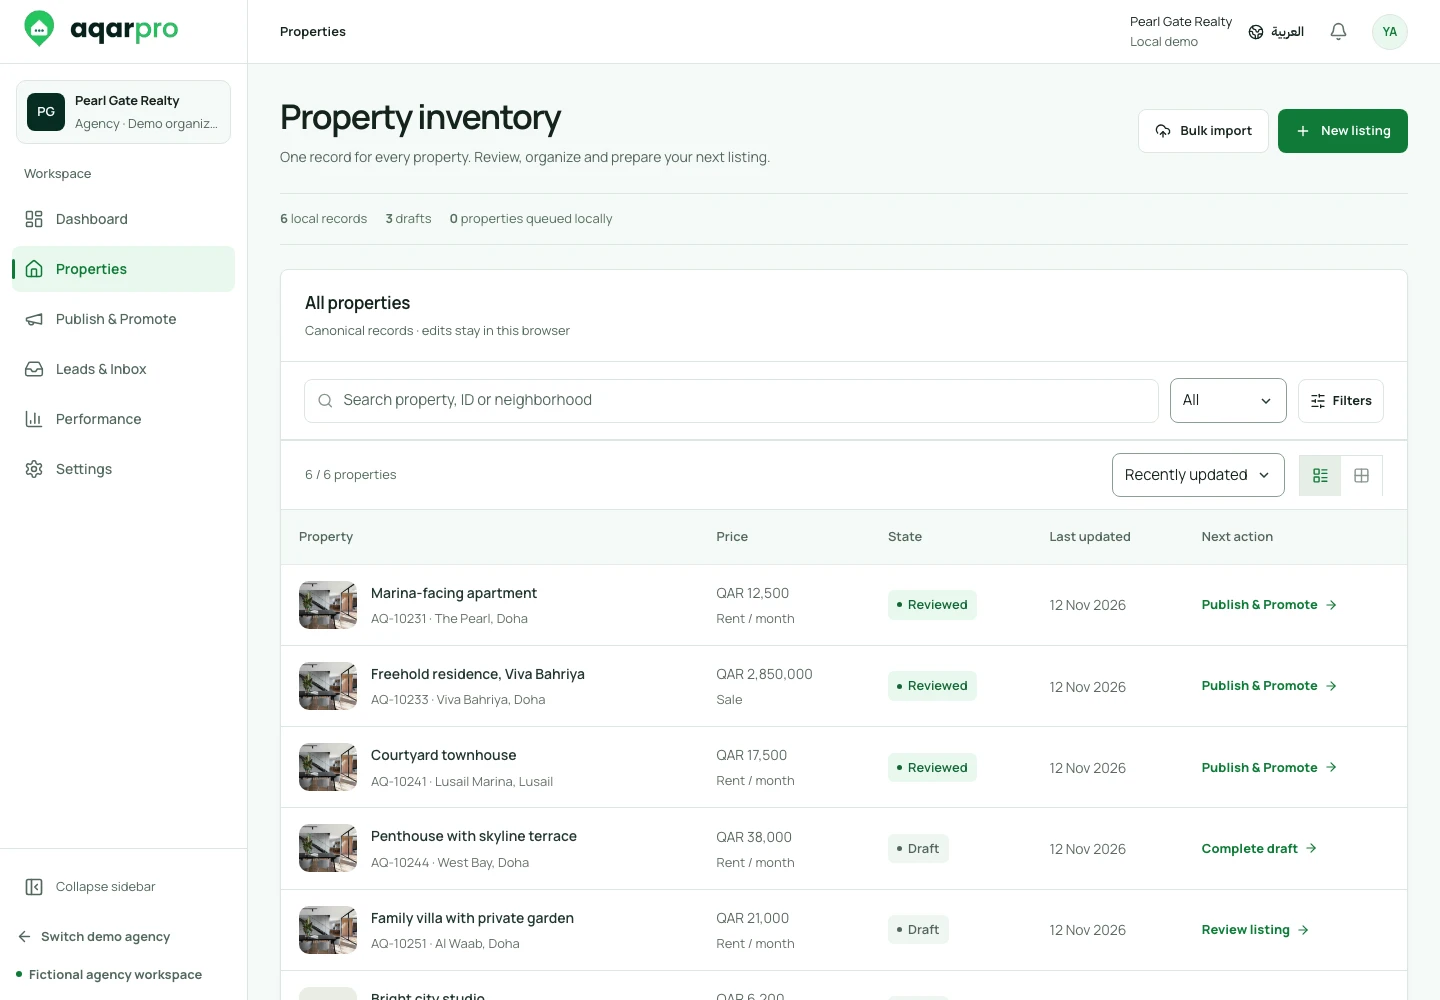 aqarpro
Properties
Pearl Gate Realty
Local demo
العربية
YA
PG
Pearl Gate Realty
Agency · Demo organiz...
Workspace
Dashboard
Properties
Publish & Promote
Leads & Inbox
Performance
Settings
Collapse sidebar
Switch demo agency
Fictional agency workspace
Property inventory
One record for every property. Review, organize and prepare your next listing.
Bulk import
New listing
6 local records 3 drafts 0 properties queued locally
All properties
Canonical records · edits stay in this browser
Search property, ID or neighborhood
All
Filters
6 / 6 properties
Recently updated
Property Price State Last updated Next action
Marina-facing apartment
AQ-10231 · The Pearl, Doha
QAR 12,500
Rent / month
Reviewed
12 Nov 2026
Publish & Promote
Freehold residence, Viva Bahriya
AQ-10233 · Viva Bahriya, Doha
QAR 2,850,000
Sale
Reviewed
12 Nov 2026
Publish & Promote
Courtyard townhouse
AQ-10241 · Lusail Marina, Lusail
QAR 17,500
Rent / month
Reviewed
12 Nov 2026
Publish & Promote
Penthouse with skyline terrace
AQ-10244 · West Bay, Doha
QAR 38,000
Rent / month
Draft
12 Nov 2026
Complete draft
Family villa with private garden
AQ-10251 · Al Waab, Doha
QAR 21,000
Rent / month
Draft
12 Nov 2026
Review listing
Bright city studio
QAR 6,200